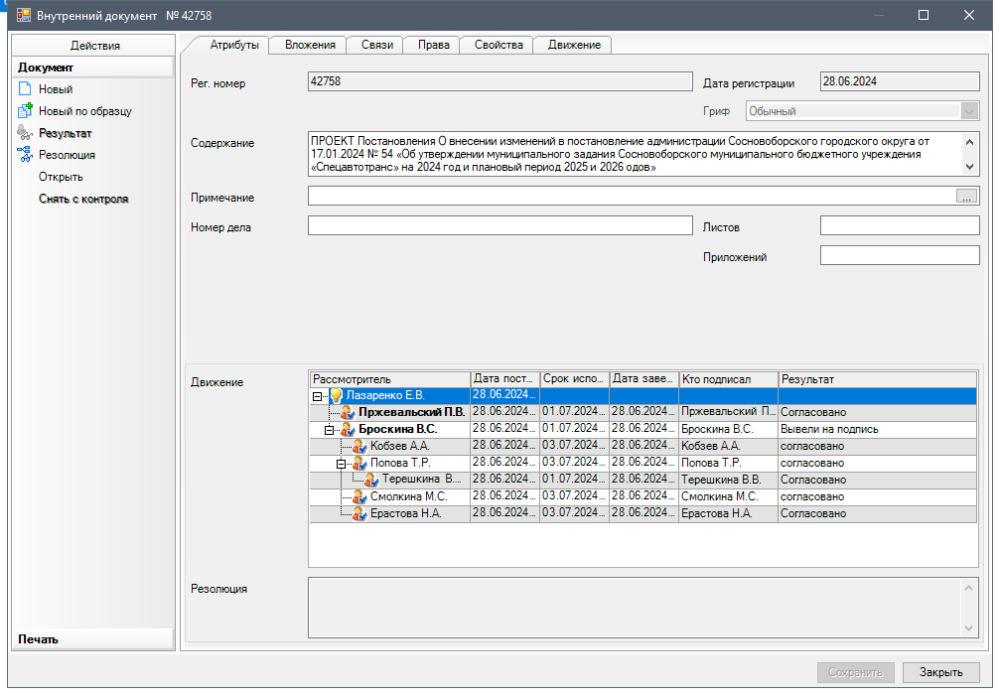 Внутренний документ № 42758
Действия
Документ
Новый
Новый по образцу
Результат
Резолюция
Открыть
Снять с контроля
Печать
Атрибуты Вложения Связи Права Свойства Движение
Рег. номер 42758 Дата регистрации 28.06.2024
Гриф Обычный
Содержание
ПРОЕКТ Постановления О внесении изменений в постановление администрации Сосновоборского городского округа от
17.01.2024 № 54 «Об утверждении муниципального задания Сосновоборского муниципального бюджетного учреждения
«Спецавтотранс» на 2024 год и плановый период 2025 и 2026 одов»
Примечание ...
Номер дела Листов
Приложений
Движение
Рассмотритель Дата пост... Срок испо... Дата заве... Кто подписал Результат
Лазаренко Е.В. 28.06.2024...
Пржевальский П.В. 28.06.2024... 01.07.2024... 28.06.2024... Пржевальский П... Согласовано
Броскина В.С. 28.06.2024... 01.07.2024... 28.06.2024... Броскина В.С. Вывели на подпись
Кобзев А.А. 28.06.2024... 03.07.2024... 28.06.2024... Кобзев А.А. согласовано
Попова Т.Р. 28.06.2024... 03.07.2024... 28.06.2024... Попова Т.Р. согласовано
Терешкина В... 28.06.2024... 01.07.2024... 28.06.2024... Терешкина В.В. Согласовано
Смолкина М.С. 28.06.2024... 03.07.2024... 28.06.2024... Смолкина М.С. согласовано
Ерастова Н.А. 28.06.2024... 03.07.2024... 28.06.2024... Ерастова Н.А. Согласовано
Резолюция
Сохранить Закрыть